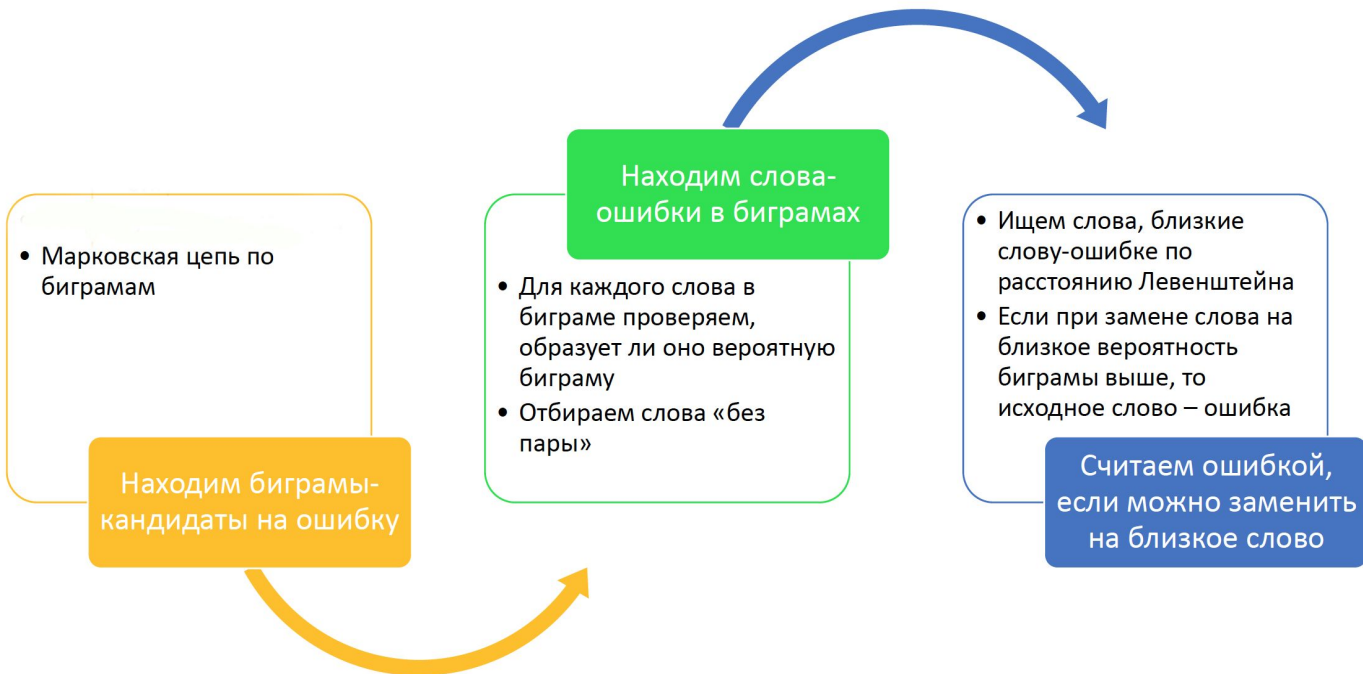 • Марковская цепь по
биграмам
Находим биграмы-
кандидаты на ошибку
Находим слова-
ошибки в биграмах
• Для каждого слова в
биграме проверяем,
образует ли оно вероятную
биграму
• Отбираем слова «без
пары»
• Ищем слова, близкие
слову-ошибке по
расстоянию Левенштейна
• Если при замене слова на
близкое вероятность
биграмы выше, то
исходное слово – ошибка
Считаем ошибкой,
если можно заменить
на близкое слово